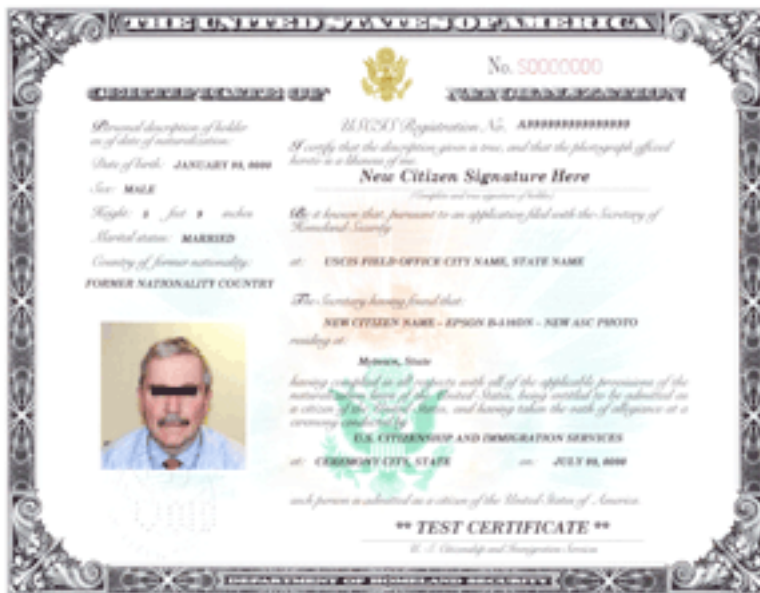 THE UNITED STATES OF AMERICA
No. S0000000
CERTIFICATE OF NATURALIZATION
Personal description of holder
as of date of naturalization:
Date of birth: JANUARY
Sex: MALE
Height: feet inches
Marital status: MARRIED
Country of former nationality:
FORMER NATIONALITY COUNTRY
USCIS Registration No.
I certify that the description given is true, and that the photograph affixed
hereto is a likeness of me.
New Citizen Signature Here
(Complete and true signature of holder)
Be it known that, pursuant to an application filed with the Secretary of
Homeland Security
at: USCIS FIELD OFFICE CITY NAME, STATE NAME
The Secretary having found that:
NEW CITIZEN NAME - EPSON - NEW ASC PHOTO
residing at:
State
having complied in all respects with all of the applicable provisions of the
naturalization laws of the United States, being entitled to be admitted as
a citizen of the United States, and having taken the oath of allegiance at a
ceremony conducted by
U.S. CITIZENSHIP AND IMMIGRATION SERVICES
at: CEREMONY CITY, STATE on: JULY
such person is admitted as a citizen of the United States of America.
** TEST CERTIFICATE **
U. S. Citizenship and Immigration Services
DEPARTMENT OF HOMELAND SECURITY